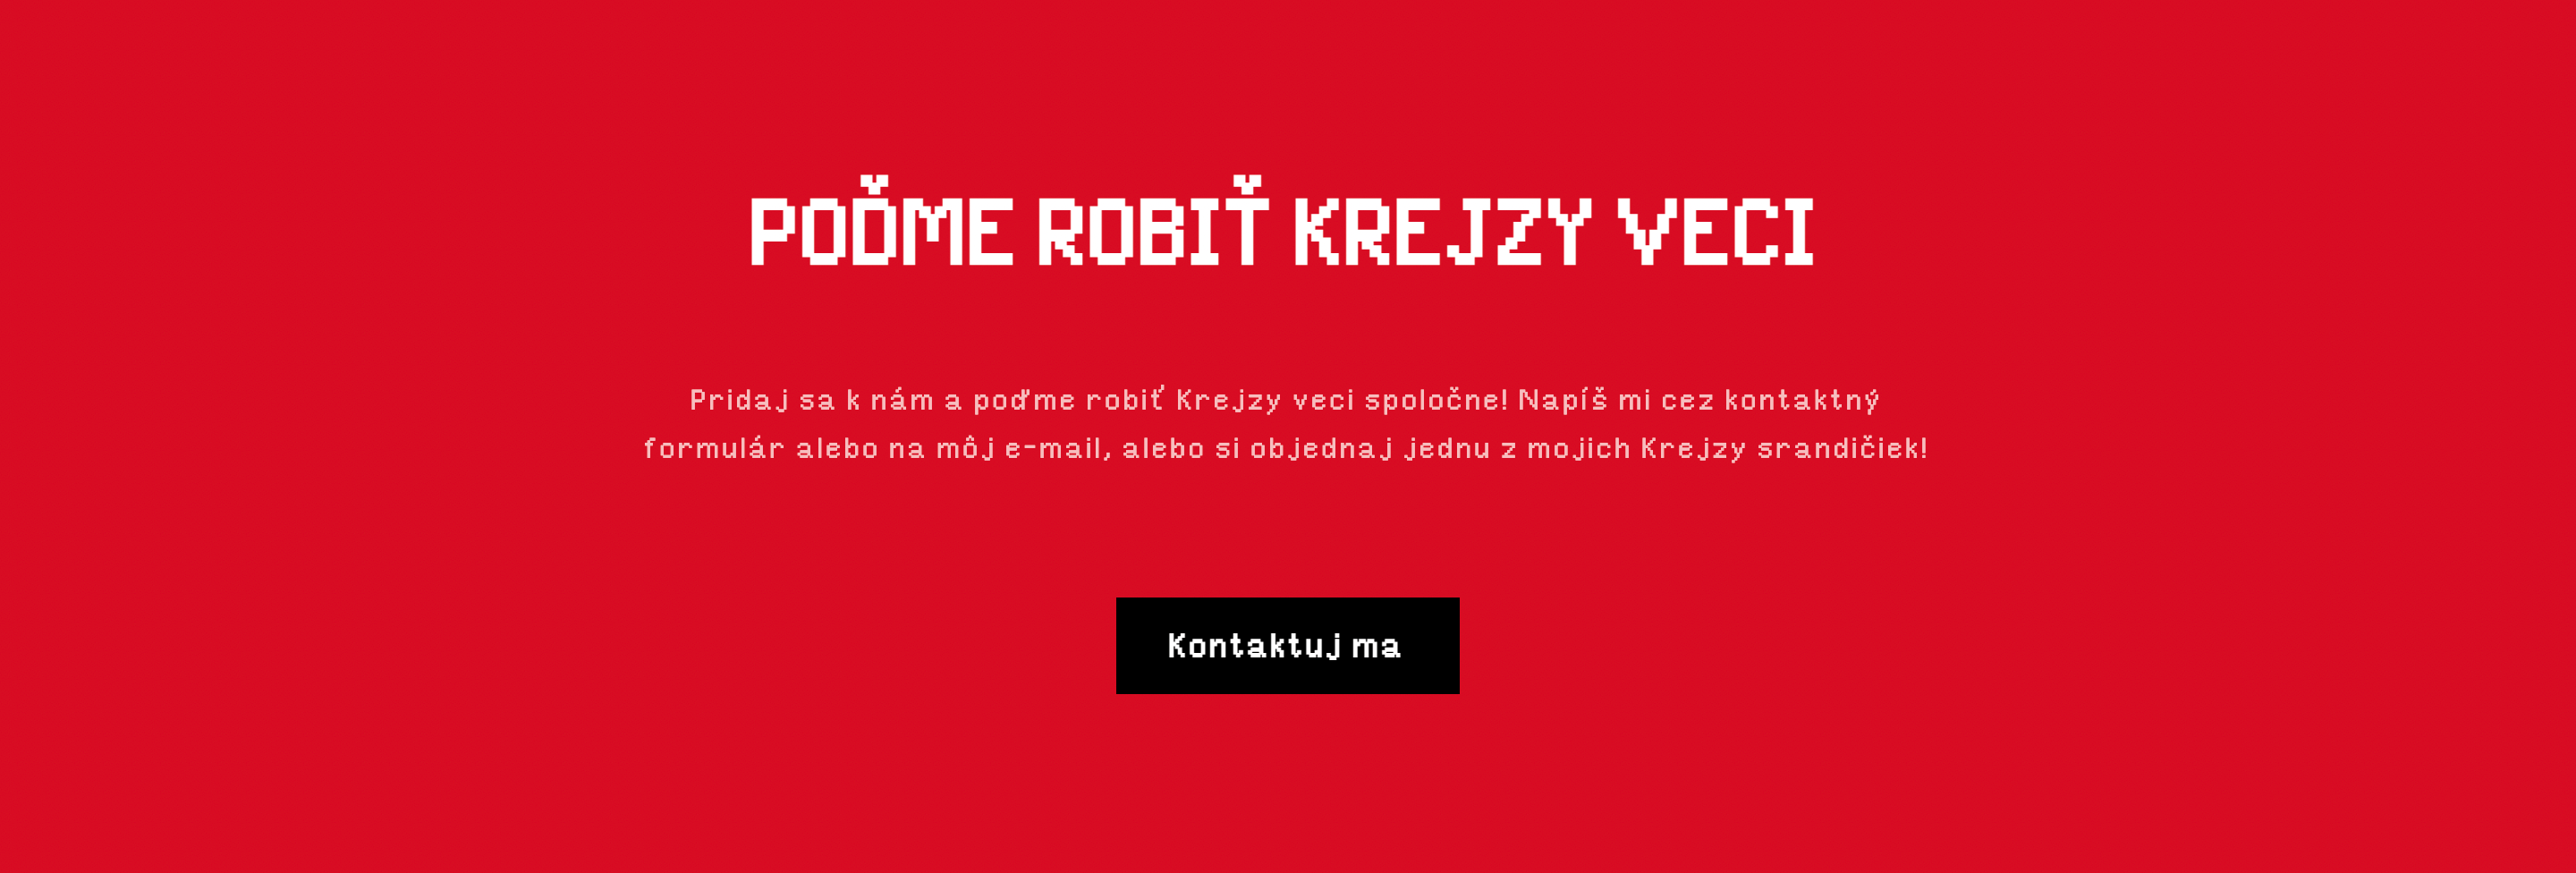 POĎME ROBIŤ KREJZY VECI
Pridaj sa k nám a poďme robiť Krejzy veci spoločne! Napíš mi cez kontaktný
formulár alebo na môj e-mail, alebo si objednaj jednu z mojich Krejzy srandičiek!
Kontaktuj ma